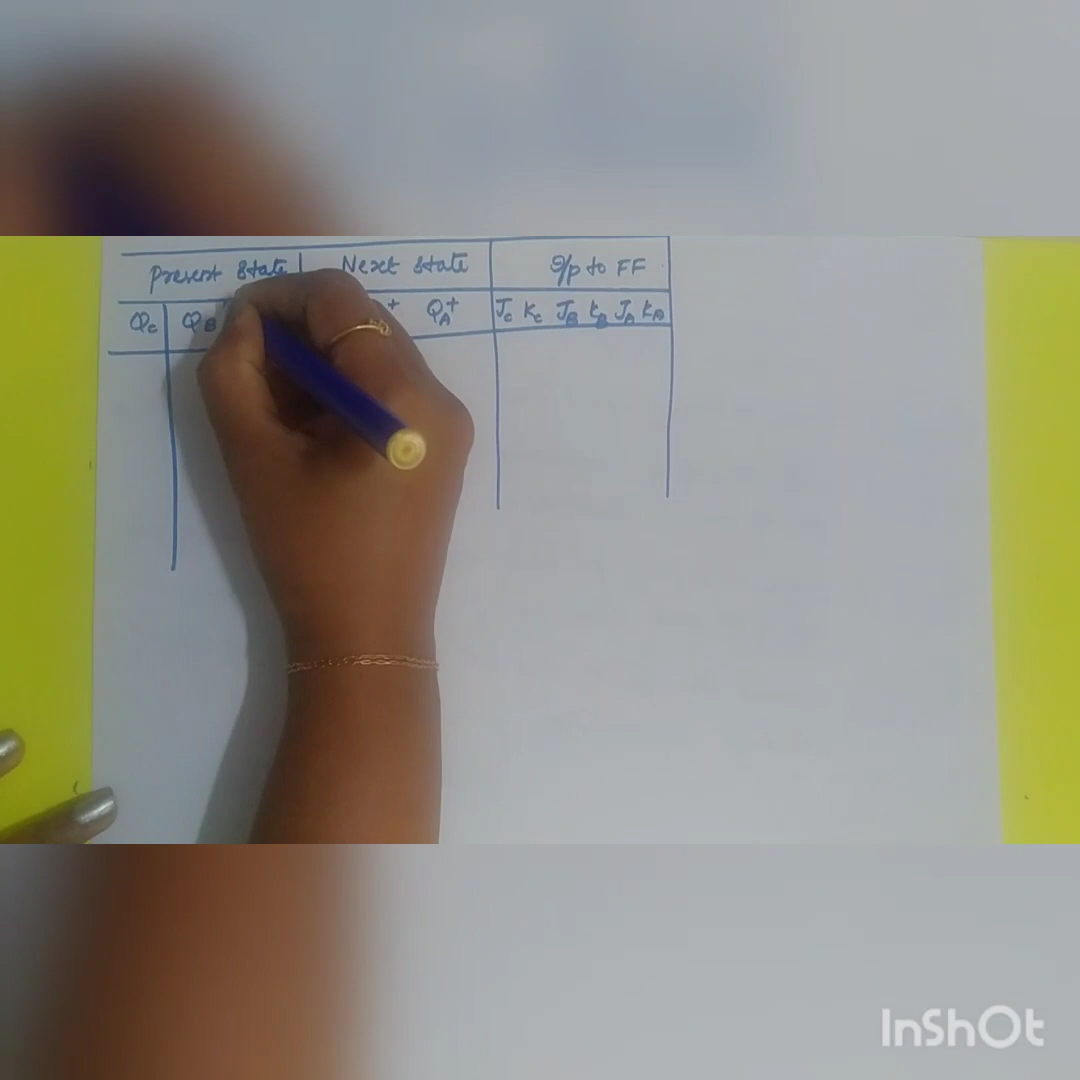 Present State Next State I/p to FF
Qc QB + QA+ Jc Kc JB KB JA KA
InShOt